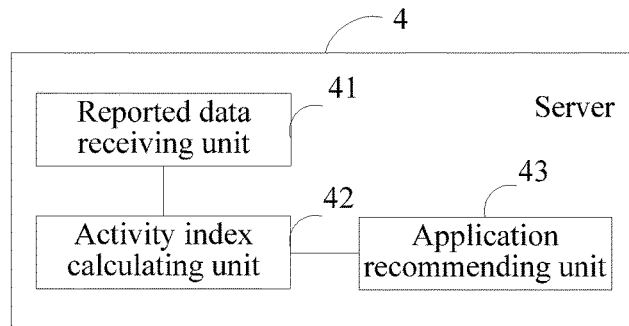 4
Reported data
receiving unit
41
Server
Activity index
calculating unit
42
Application
recommending unit
43